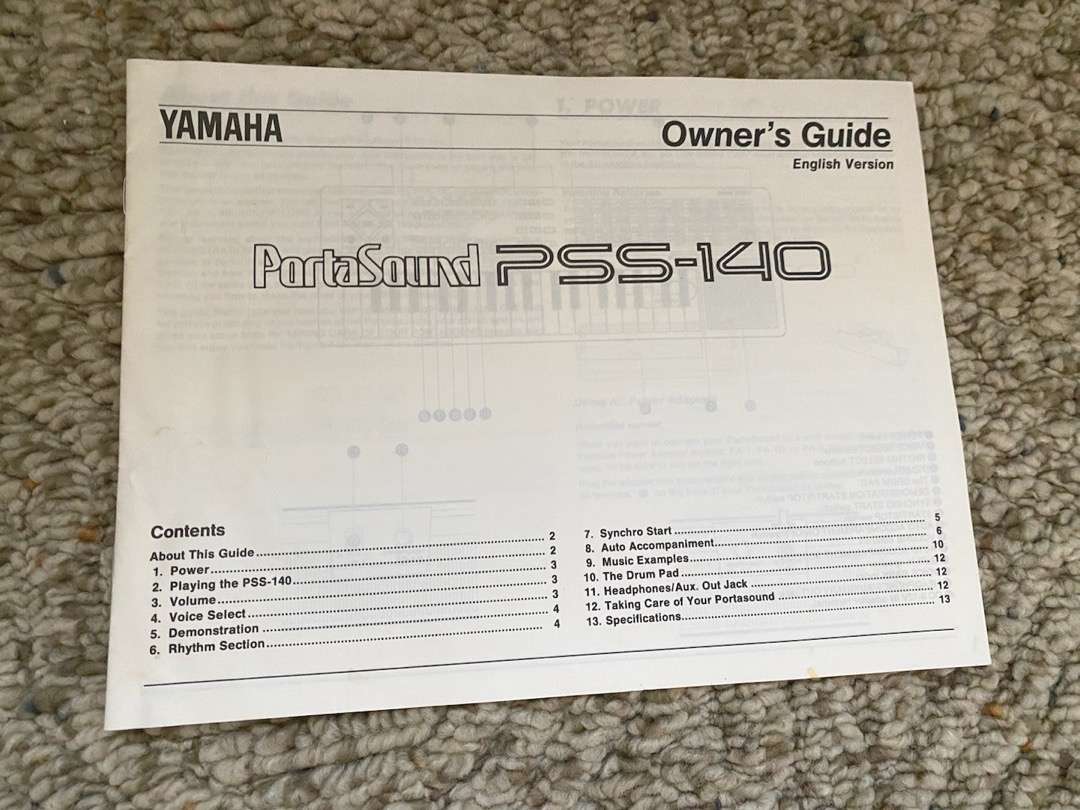 1. POWER
YAMAHA
Owner's Guide
English Version
PortaSound PSS-140
Contents
About This Guide........................................ 2
1. Power........................................ 2
2. Playing the PSS-140........................................ 3
3. Volume........................................ 3
4. Voice Select........................................ 3
5. Demonstration ........................................ 4
6. Rhythm Section........................................ 4
7. Synchro Start........................................ 5
8. Auto Accompaniment........................................ 6
9. Music Examples........................................ 10
10. The Drum Pad........................................ 12
11. Headphones/Aux. Out Jack ........................................ 12
12. Taking Care of Your Portasound ........................................ 12
13. Specifications........................................ 13